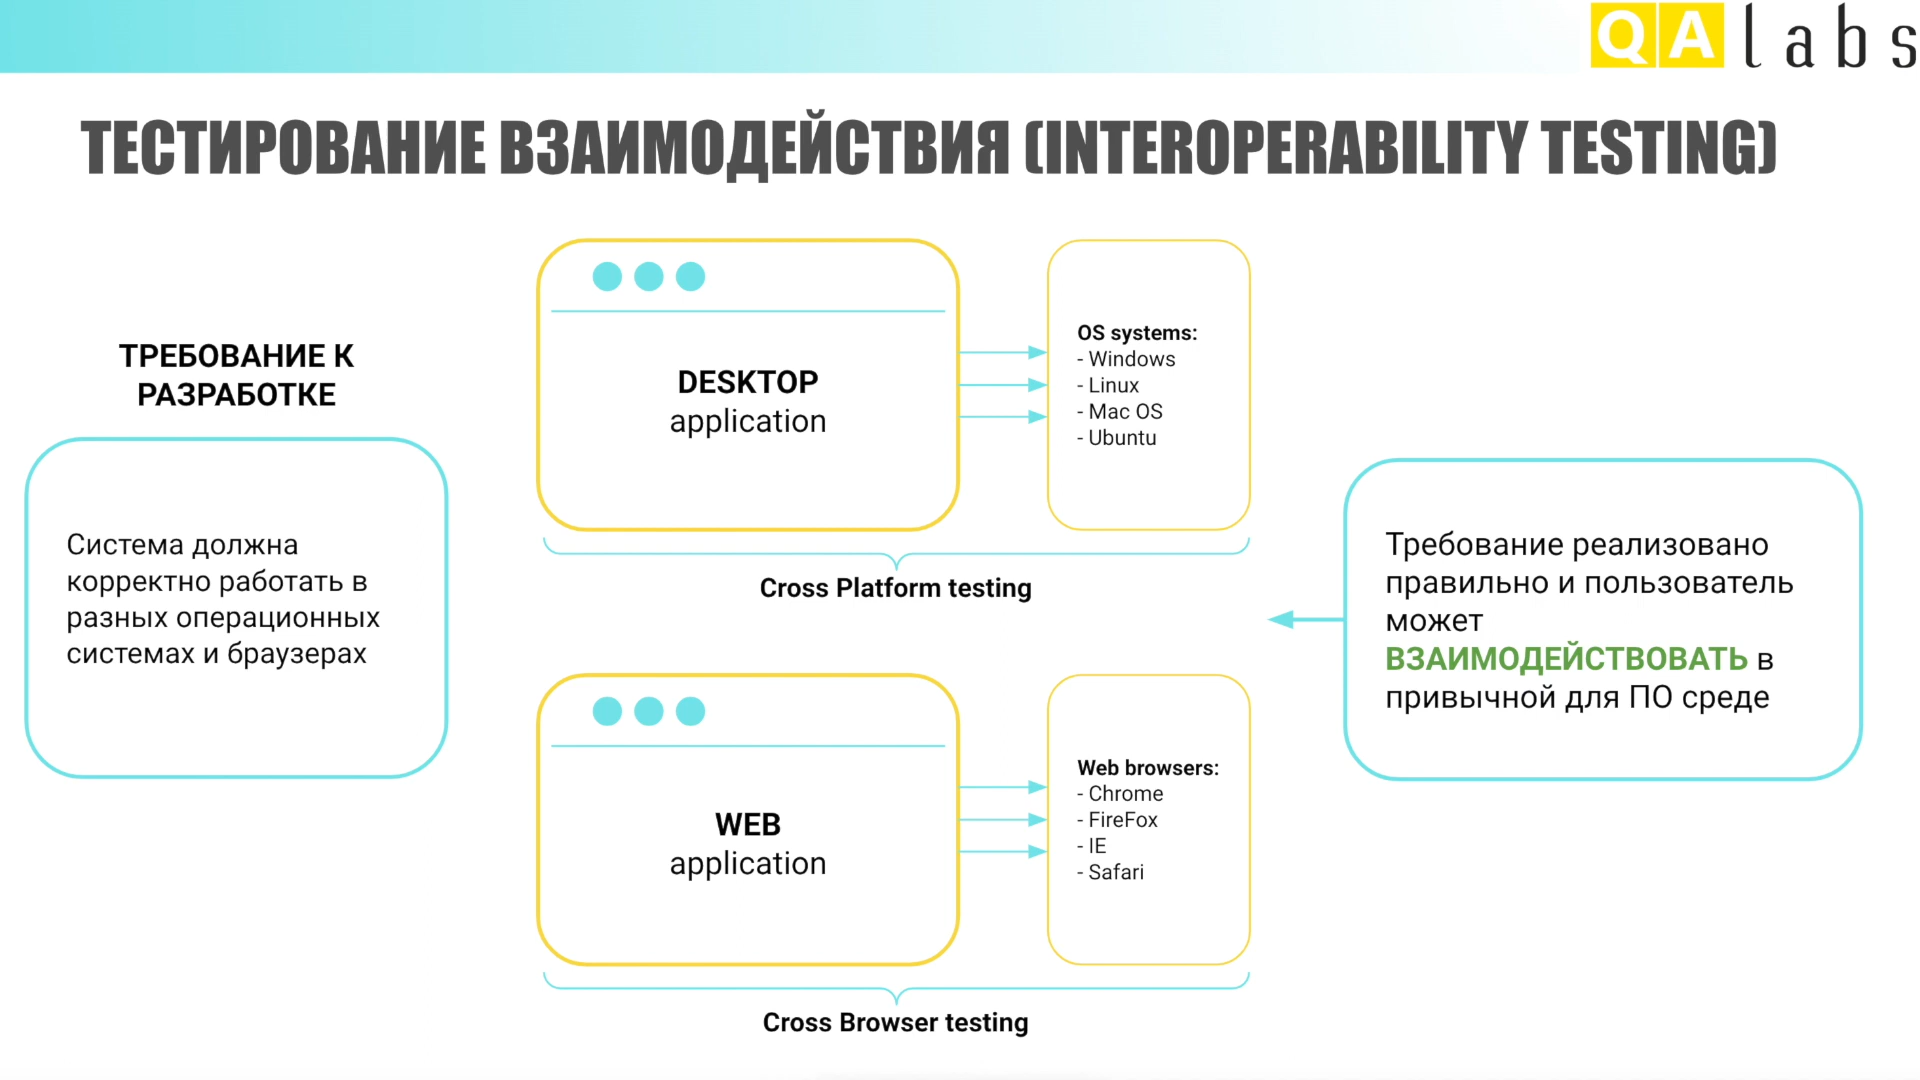 QA labs
ТЕСТИРОВАНИЕ ВЗАИМОДЕЙСТВИЯ (INTEROPERABILITY TESTING)
ТРЕБОВАНИЕ К
РАЗРАБОТКЕ
Система должна
корректно работать в
разных операционных
системах и браузерах
DESKTOP
application
OS systems:
- Windows
- Linux
- Mac OS
- Ubuntu
Cross Platform testing
WEB
application
Web browsers:
- Chrome
- FireFox
- IE
- Safari
Cross Browser testing
Требование реализовано
правильно и пользователь
может
ВЗАИМОДЕЙСТВОВАТЬ в
привычной для ПО среде